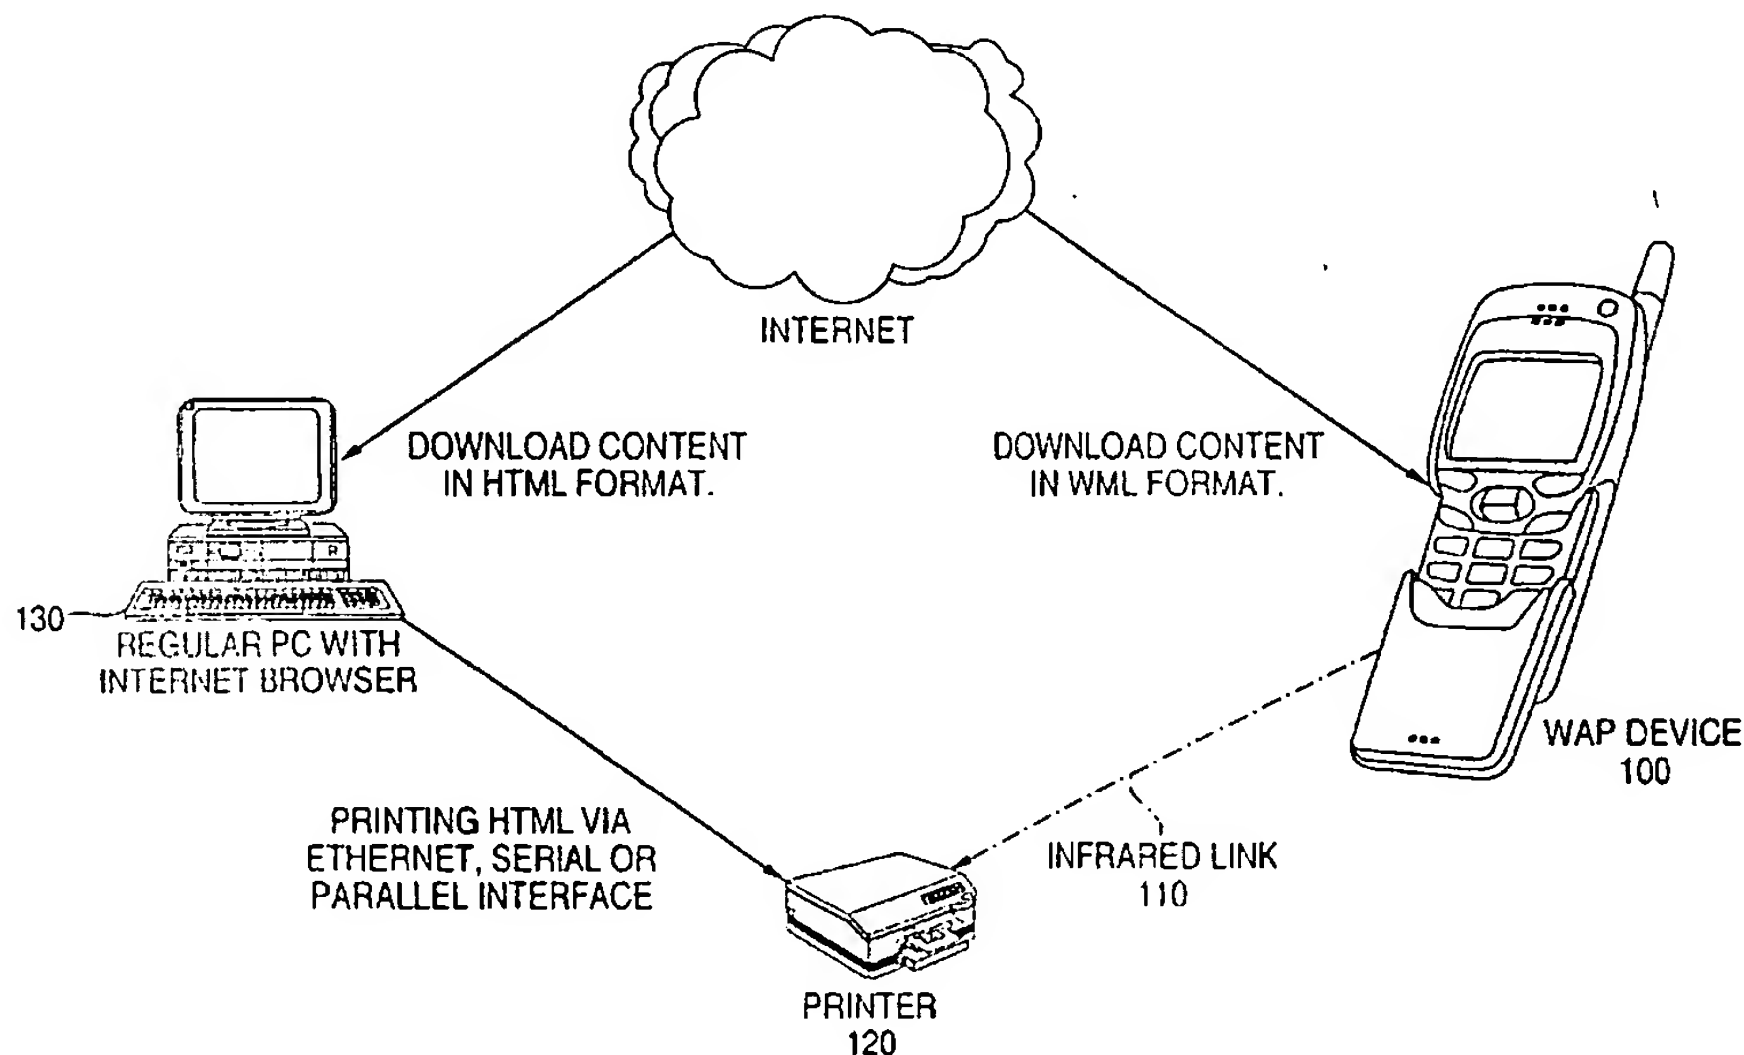 INTERNET
DOWNLOAD CONTENT
IN HTML FORMAT.
DOWNLOAD CONTENT
IN WML FORMAT.
130
REGULAR PC WITH
INTERNET BROWSER
WAP DEVICE
100
PRINTING HTML VIA
ETHERNET, SERIAL OR
PARALLEL INTERFACE
INFRARED LINK
110
PRINTER
120